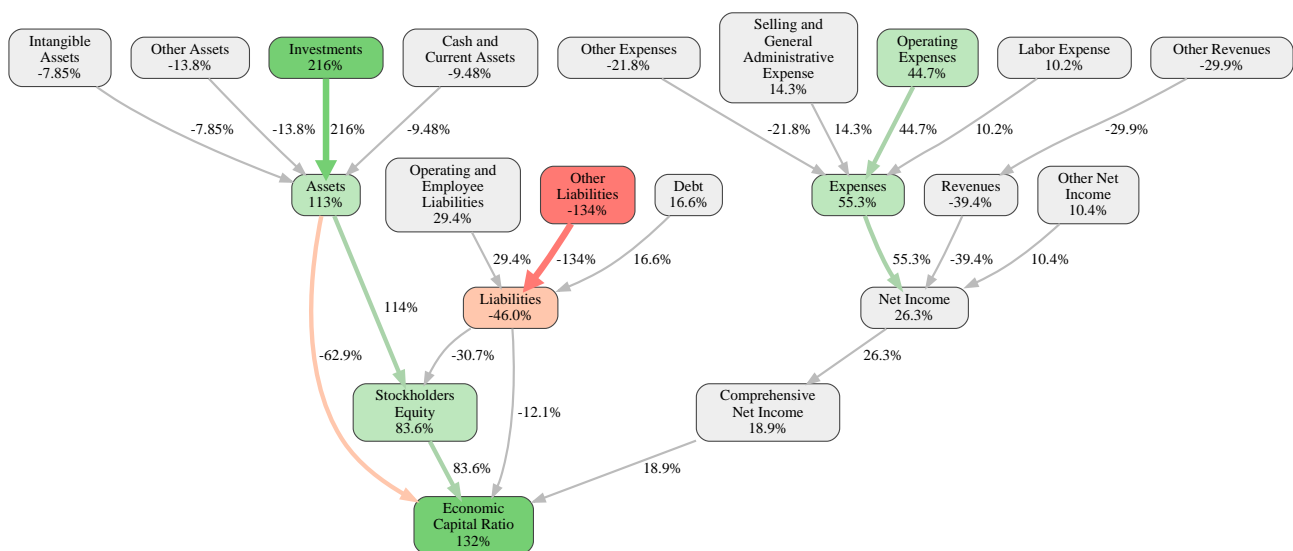 Intangible
Assets
-7.85%
Other Assets
-13.8%
Investments
216%
Cash and
Current Assets
-9.48%
Other Expenses
-21.8%
Selling and
General
Administrative
Expense
14.3%
Operating
Expenses
44.7%
Labor Expense
10.2%
Other Revenues
-29.9%
-7.85%
-13.8%
216%
-9.48%
-21.8%
14.3%
44.7%
10.2%
-29.9%
Assets
113%
Operating and
Employee
Liabilities
29.4%
Other
Liabilities
-134%
Debt
16.6%
Expenses
55.3%
Revenues
-39.4%
Other Net
Income
10.4%
29.4%
-134%
16.6%
55.3%
-39.4%
10.4%
114%
Liabilities
-46.0%
Net Income
26.3%
-62.9%
-30.7%
26.3%
Stockholders
Equity
83.6%
-12.1%
Comprehensive
Net Income
18.9%
83.6%
18.9%
Economic
Capital Ratio
132%